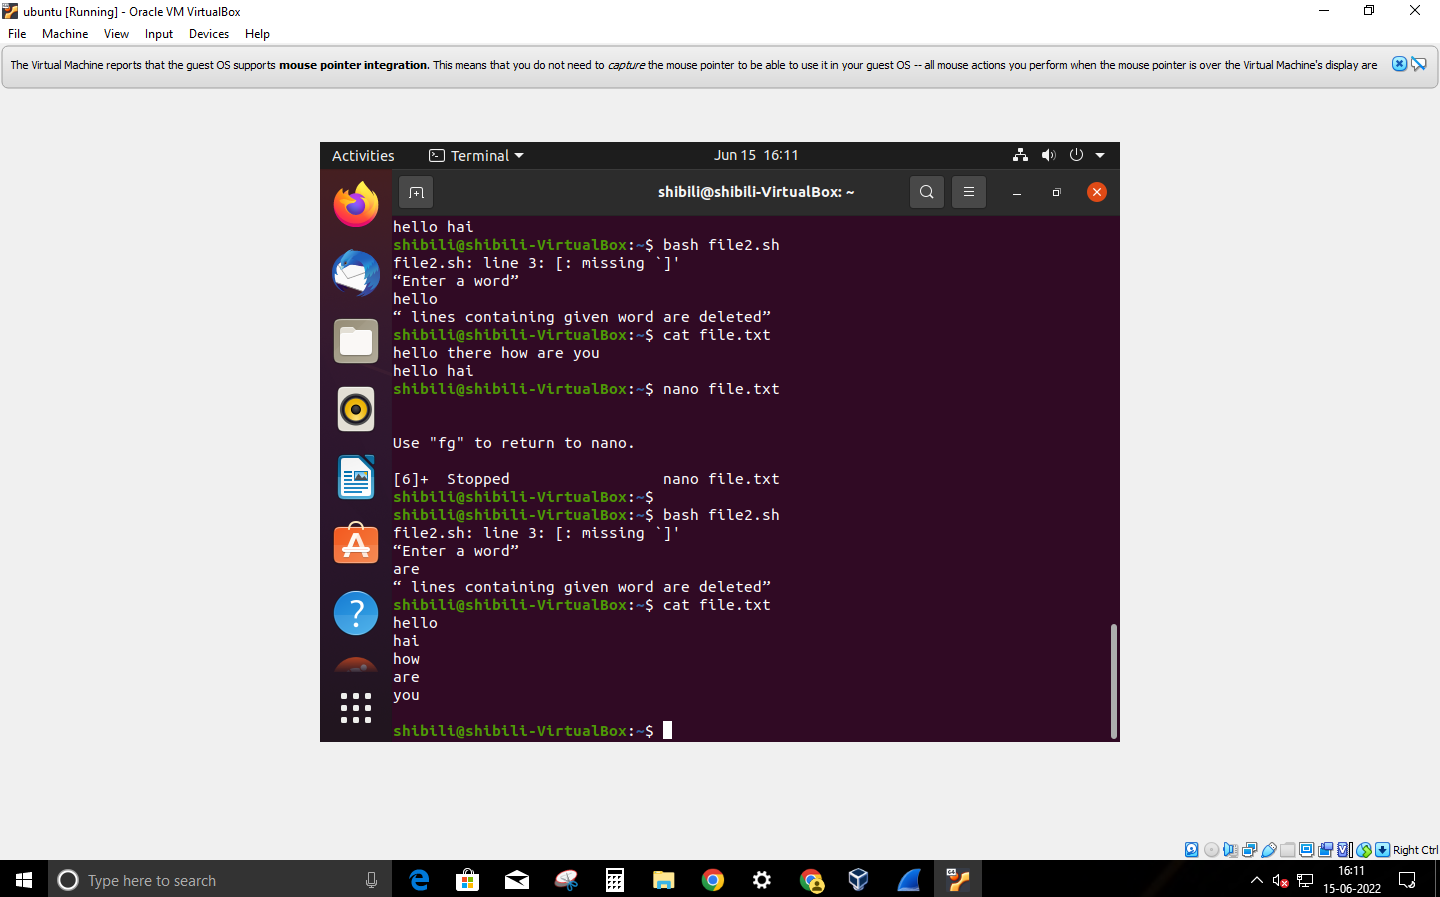 ubuntu [Running] - Oracle VM VirtualBox
File Machine View Input Devices Help
The Virtual Machine reports that the guest OS supports mouse pointer integration. This means that you do not need to capture the mouse pointer to be able to use it in your guest OS -- all mouse actions you perform when the mouse pointer is over the Virtual Machine's display are
Activities Terminal Jun 15 16:11
shibili@shibili-VirtualBox: ~
hello hai
shibili@shibili-VirtualBox:~$ bash file2.sh
file2.sh: line 3: [: missing `]'
“Enter a word”
hello
“ lines containing given word are deleted”
shibili@shibili-VirtualBox:~$ cat file.txt
hello there how are you
hello hai
shibili@shibili-VirtualBox:~$ nano file.txt
Use "fg" to return to nano.
[6]+  Stopped                 nano file.txt
shibili@shibili-VirtualBox:~$
shibili@shibili-VirtualBox:~$ bash file2.sh
file2.sh: line 3: [: missing `]'
“Enter a word”
are
“ lines containing given word are deleted”
shibili@shibili-VirtualBox:~$ cat file.txt
hello
hai
how
are
you
shibili@shibili-VirtualBox:~$
Right Ctrl
Type here to search
16:11
15-06-2022